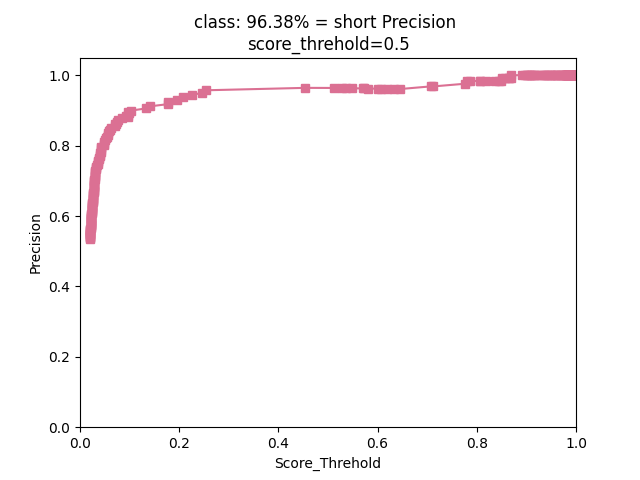 class: 96.38% = short Precision
score_threhold=0.5
1.0
0.8
0.6
0.4
0.2
0.0
Precision
0.0 0.2 0.4 0.6 0.8 1.0
Score_Threhold